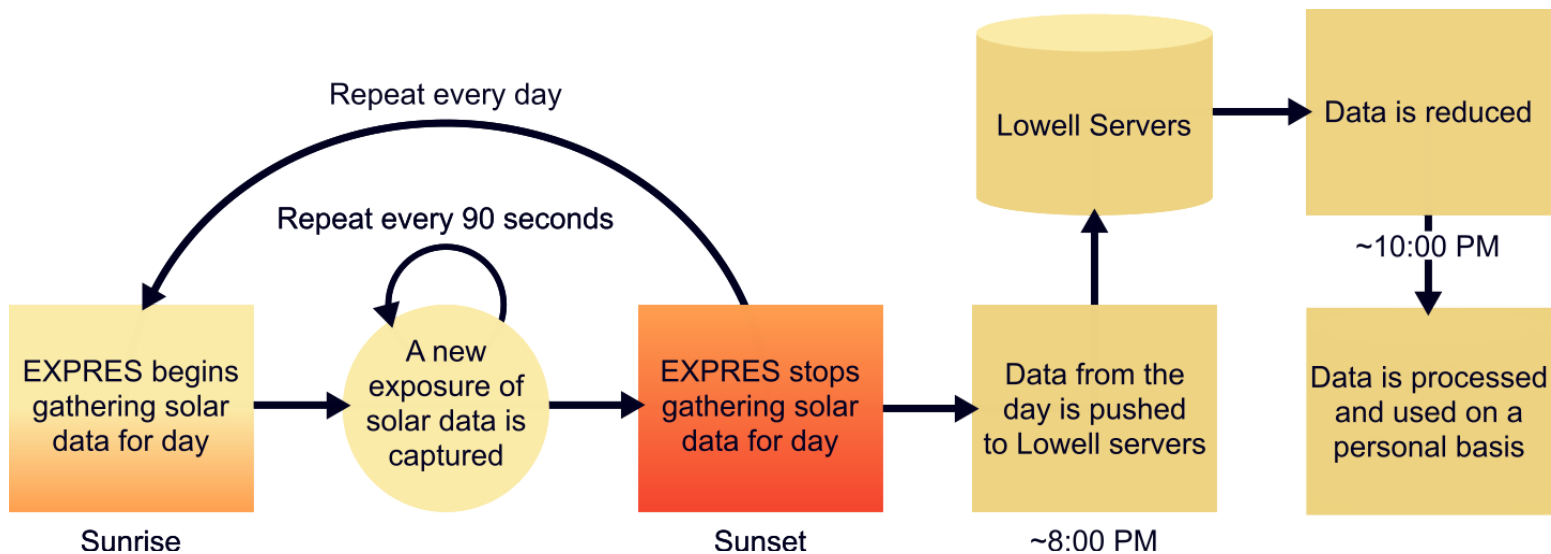 Repeat every day
Repeat every 90 seconds
EXPRES begins
gathering solar
data for day
Sunrise
A new
exposure of
solar data is
captured
EXPRES stops
gathering solar
data for day
Sunset
Data from the
day is pushed
to Lowell servers
~8:00 PM
Lowell Servers
Data is reduced
~10:00 PM
Data is processed
and used on a
personal basis